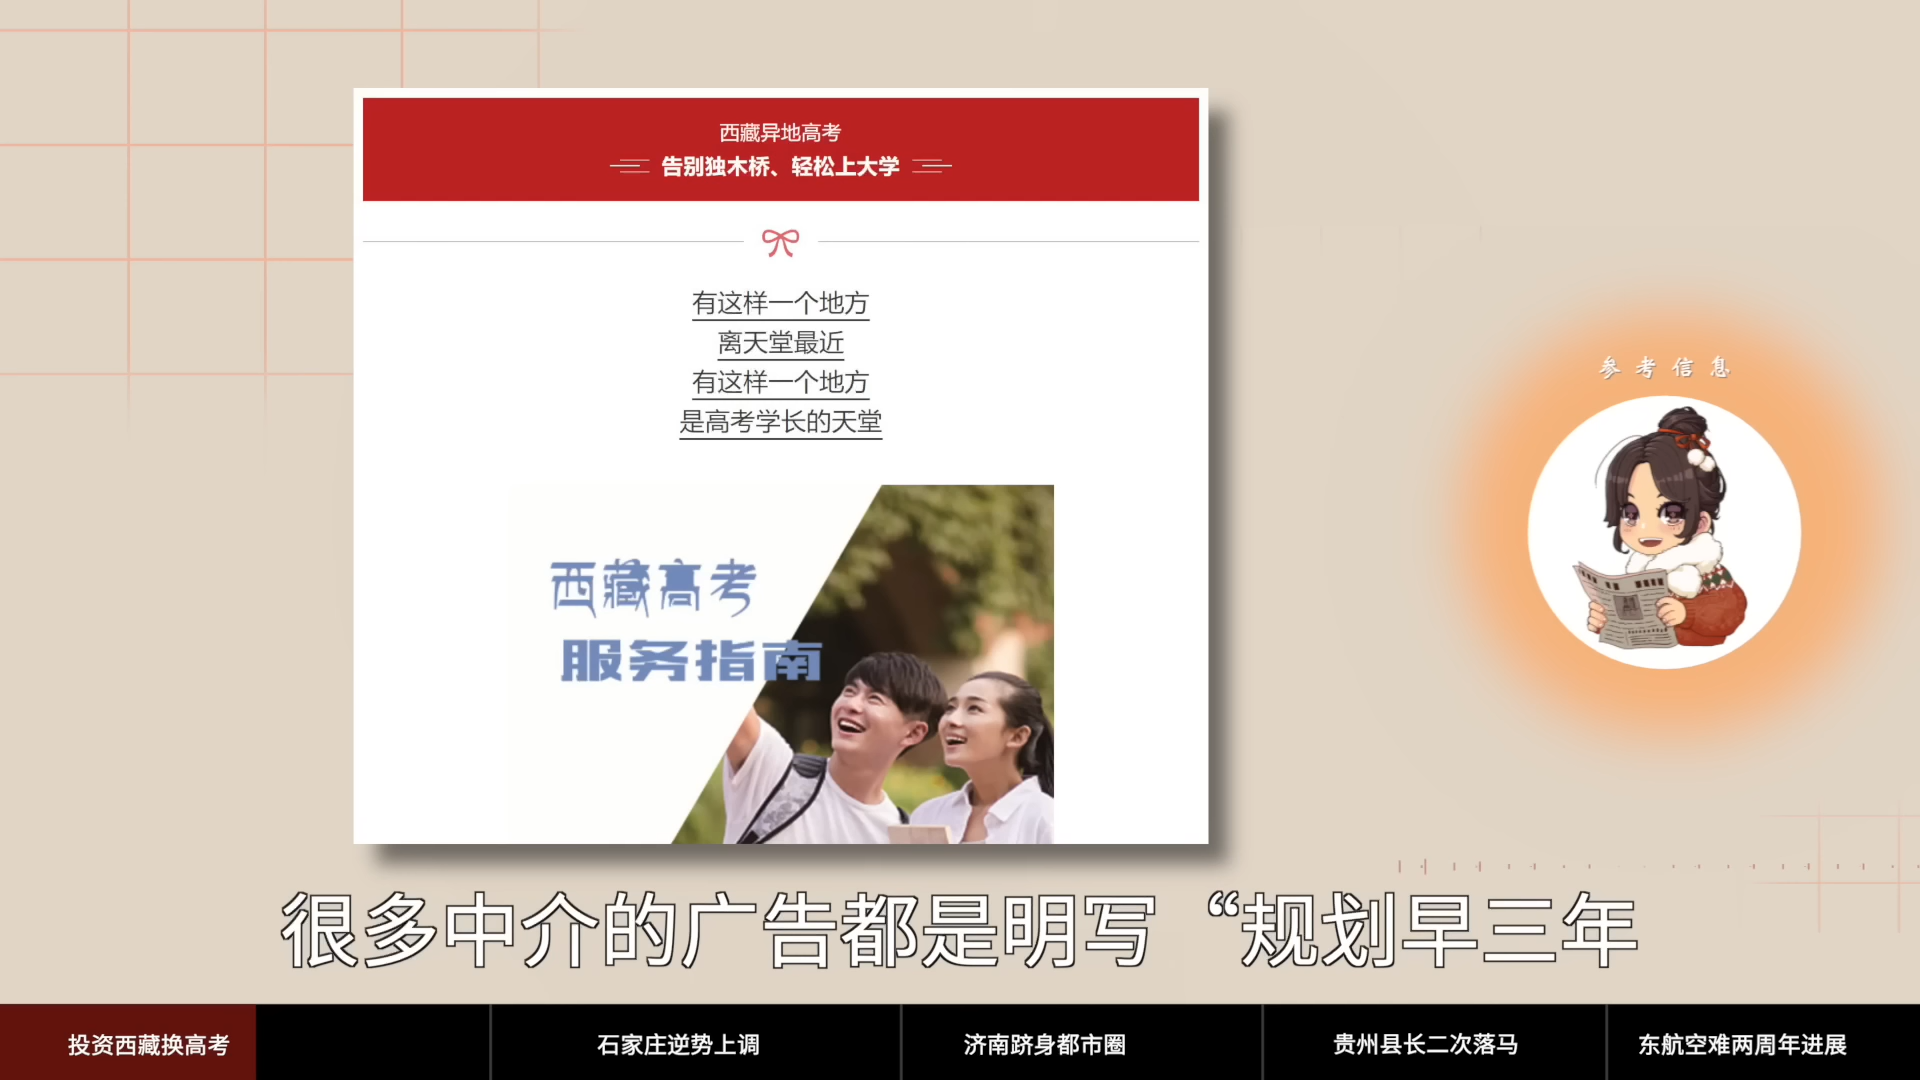 西藏异地高考
告别独木桥、轻松上大学
有这样一个地方
离天堂最近
有这样一个地方
是高考学长的天堂
西藏高考
服务指南
参考信息
很多中介的广告都是明写 “规划早三年
投资西藏换高考
石家庄逆势上调
济南跻身都市圈
贵州县长二次落马
东航空难两周年进展